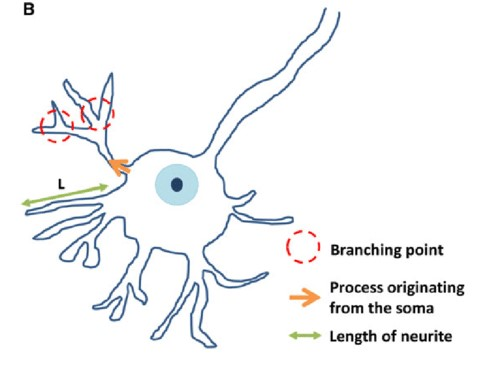 B
L
Branching point
Process originating
from the soma
Length of neurite